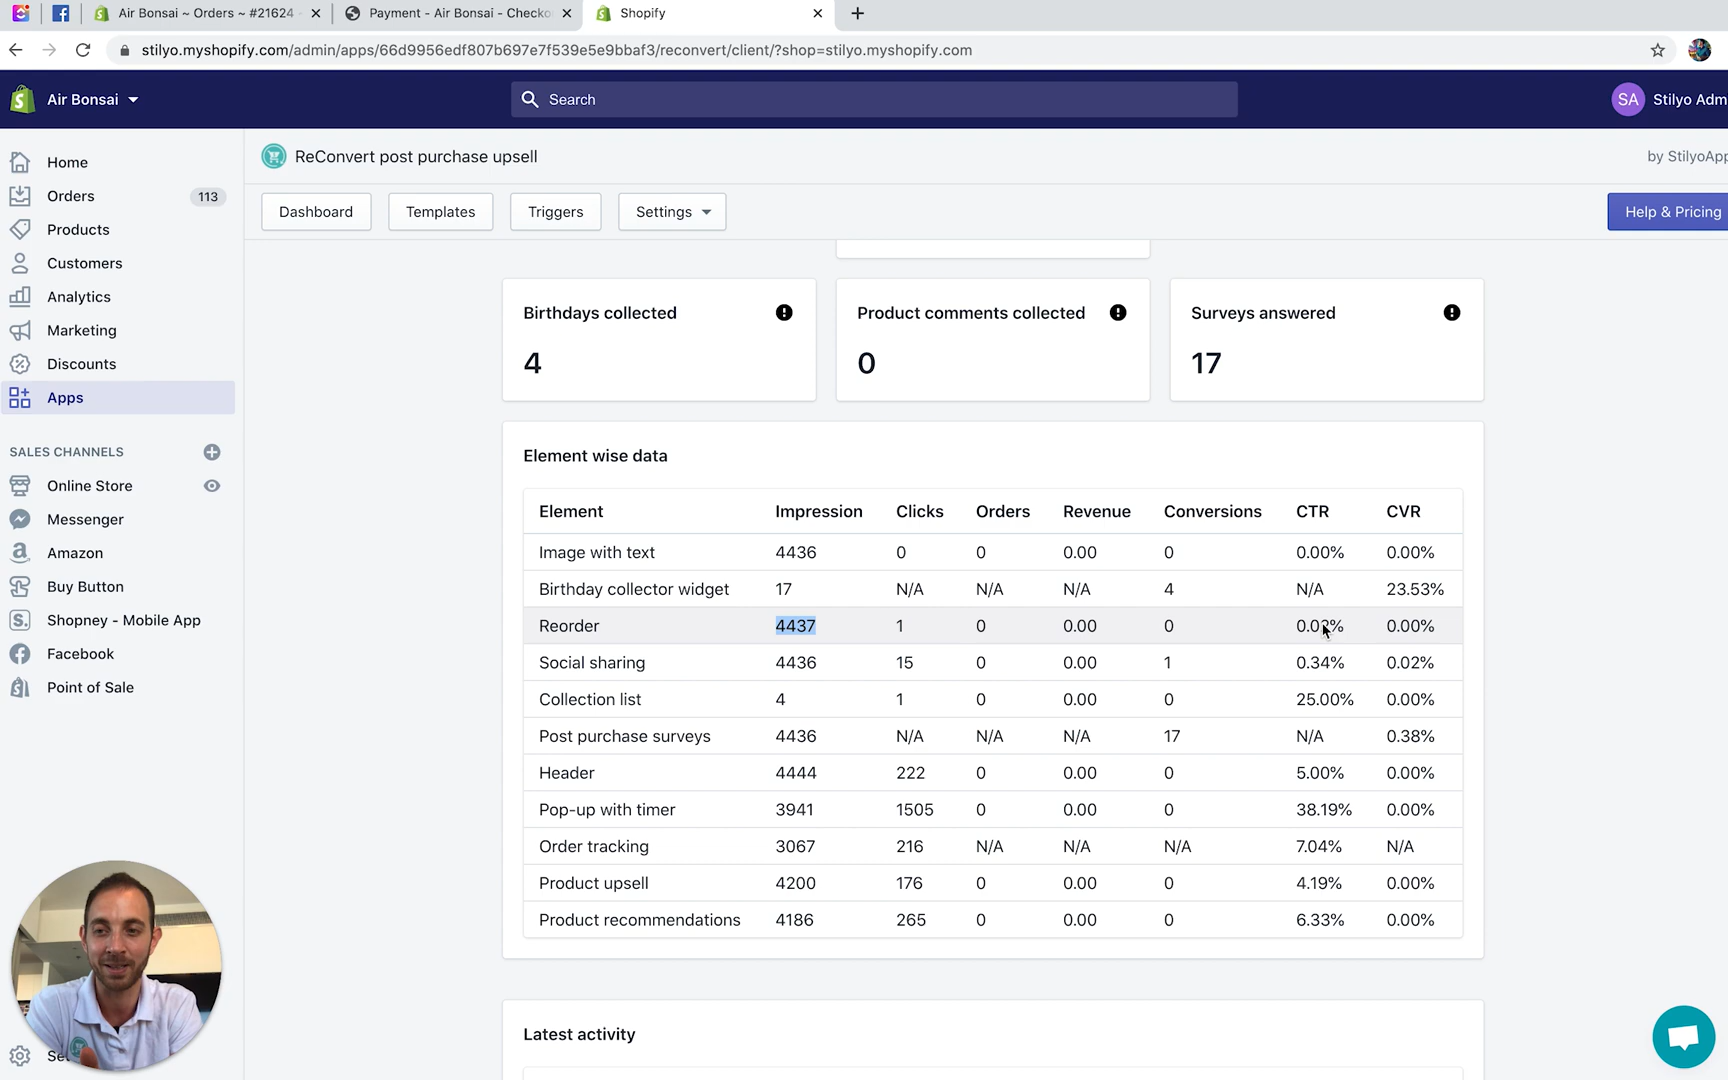 Air Bonsai ~ Orders ~ #21624
Payment - Air Bonsai - Checko
Shopify
stilyo.myshopify.com/admin/apps/66d9956edf807b697e7f539e5e9bbaf3/reconvert/client/?shop=stilyo.myshopify.com
Air Bonsai
Search
SA
Stilyo Adm
Home
Orders
113
Products
Customers
Analytics
Marketing
Discounts
Apps
SALES CHANNELS
Online Store
Messenger
Amazon
Buy Button
Shopney - Mobile App
Facebook
Point of Sale
ReConvert post purchase upsell
by StilyoApp
Dashboard
Templates
Triggers
Settings
Help & Pricing
Birthdays collected
4
Product comments collected
0
Surveys answered
17
Element wise data
Element Impression Clicks Orders Revenue Conversions CTR CVR
Image with text 4436 0 0 0.00 0 0.00% 0.00%
Birthday collector widget 17 N/A N/A N/A 4 N/A 23.53%
Reorder 4437 1 0 0.00 0 0.02% 0.00%
Social sharing 4436 15 0 0.00 1 0.34% 0.02%
Collection list 4 1 0 0.00 0 25.00% 0.00%
Post purchase surveys 4436 N/A N/A N/A 17 N/A 0.38%
Header 4444 222 0 0.00 0 5.00% 0.00%
Pop-up with timer 3941 1505 0 0.00 0 38.19% 0.00%
Order tracking 3067 216 N/A N/A N/A 7.04% N/A
Product upsell 4200 176 0 0.00 0 4.19% 0.00%
Product recommendations 4186 265 0 0.00 0 6.33% 0.00%
Latest activity